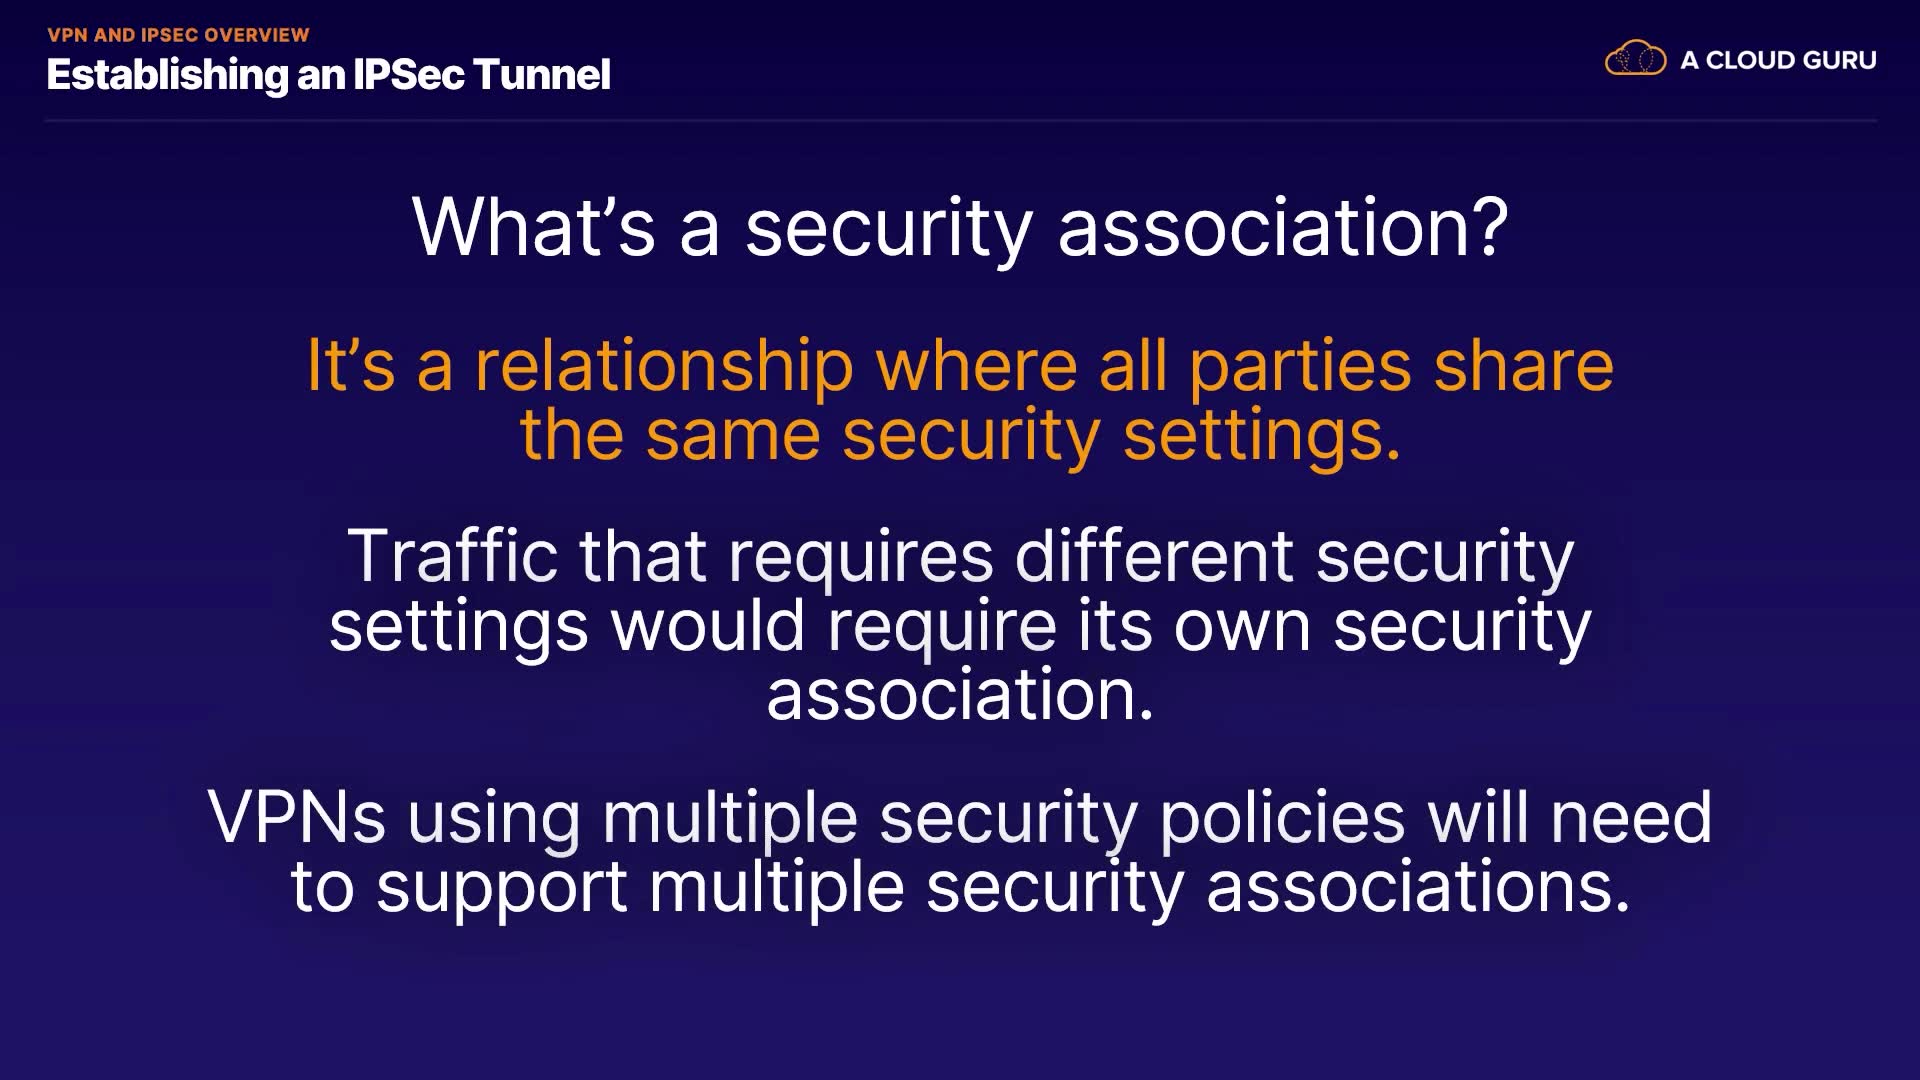 VPN AND IPSEC OVERVIEW
Establishing an IPSec Tunnel
A CLOUD GURU
What’s a security association?
It’s a relationship where all parties share
the same security settings.
Traffic that requires different security
settings would require its own security
association.
VPNs using multiple security policies will need
to support multiple security associations.